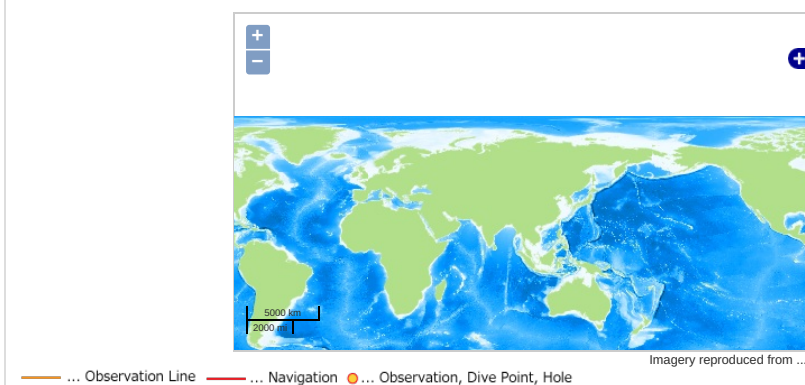 +
−
+
5000 km
2000 mi
Imagery reproduced from ...
... Observation Line ... Navigation ... Observation, Dive Point, Hole